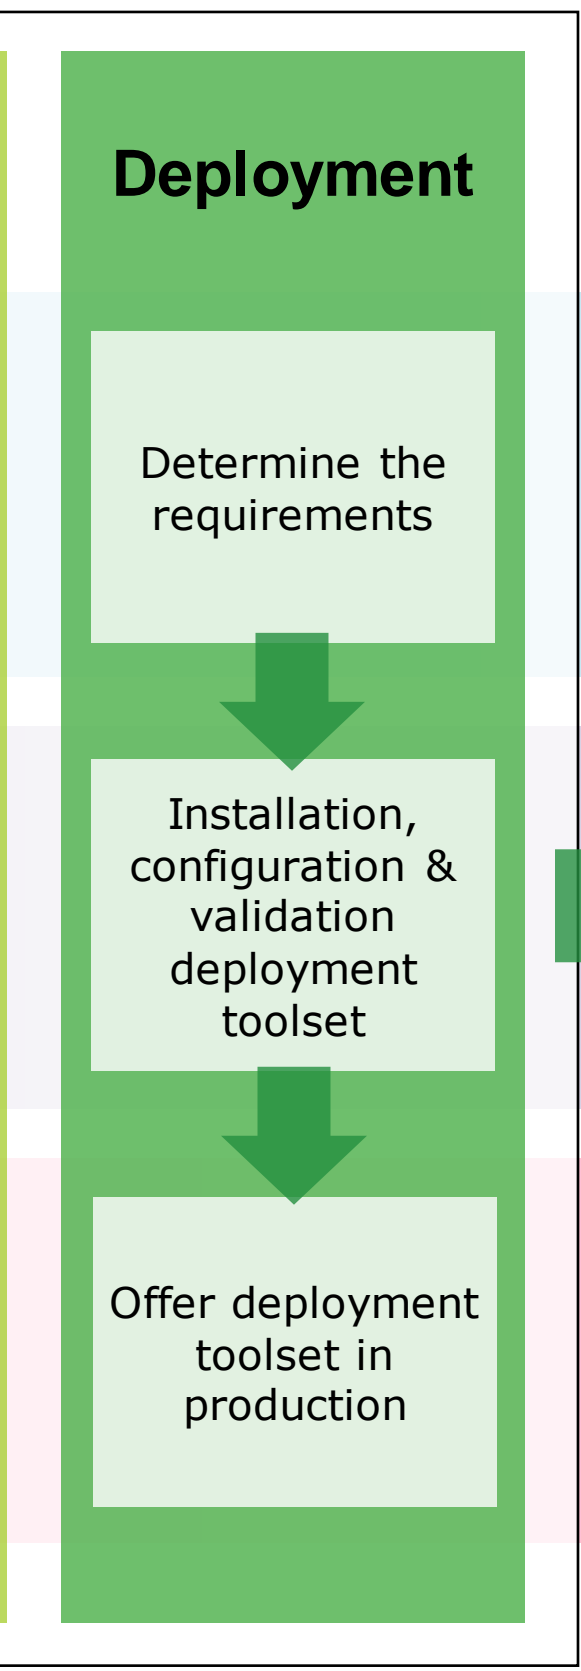 Deployment
Determine the
requirements
Installation,
configuration &
validation
deployment
toolset
Offer deployment
toolset in
production